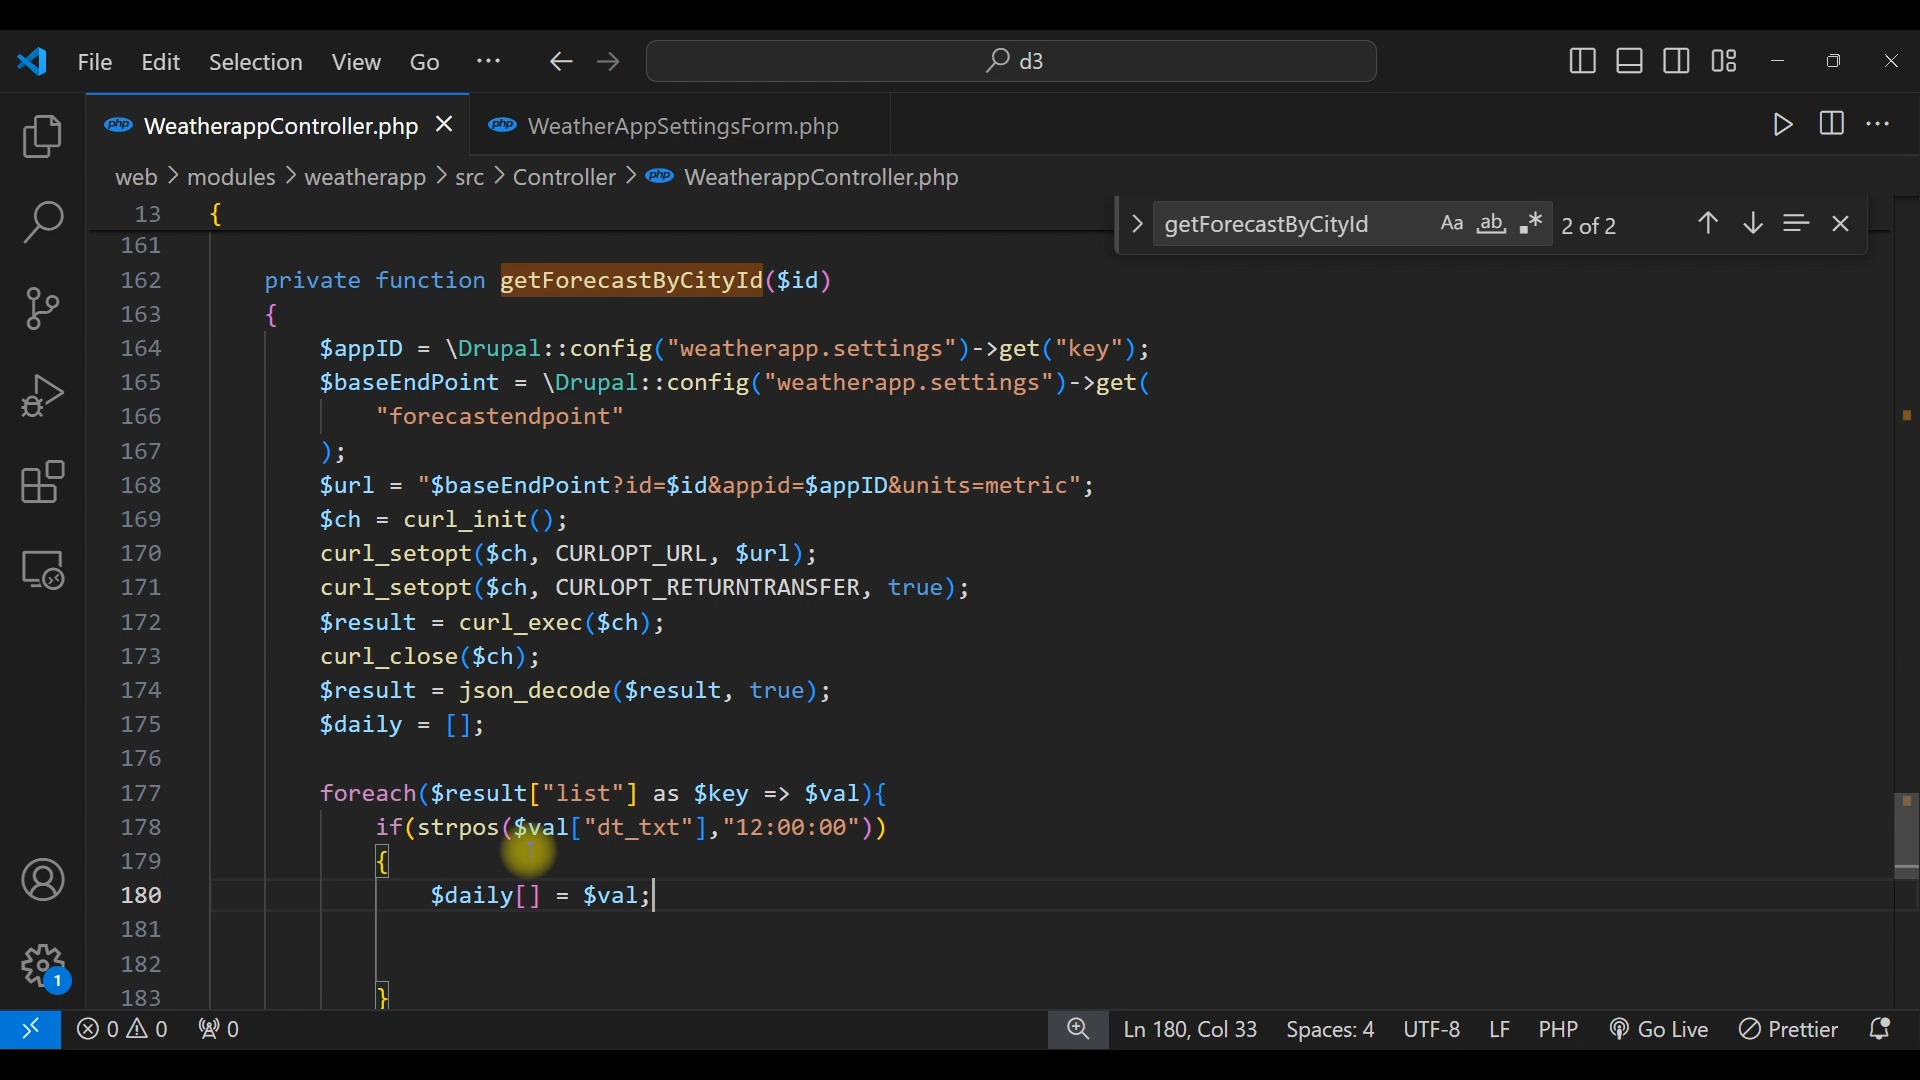 File Edit Selection View Go ··· d3
WeatherappController.php WeatherAppSettingsForm.php
web > modules > weatherapp > src > Controller > WeatherappController.php
getForecastByCityId Aa ab 2 of 2
13 {
161
162 private function getForecastByCityId($id)
163 {
164 $appID = \Drupal::config("weatherapp.settings")->get("key");
165 $baseEndPoint = \Drupal::config("weatherapp.settings")->get(
166 "forecastendpoint"
167 );
168 $url = "$baseEndPoint?id=$id&appid=$appID&units=metric";
169 $ch = curl_init();
170 curl_setopt($ch, CURLOPT_URL, $url);
171 curl_setopt($ch, CURLOPT_RETURNTRANSFER, true);
172 $result = curl_exec($ch);
173 curl_close($ch);
174 $result = json_decode($result, true);
175 $daily = [];
176
177 foreach($result["list"] as $key => $val){
178 if(strpos($val["dt_txt"],"12:00:00"))
179 {
180 $daily[] = $val;
181
182
183 }
1
0 0 0 Ln 180, Col 33 Spaces: 4 UTF-8 LF PHP Go Live Prettier